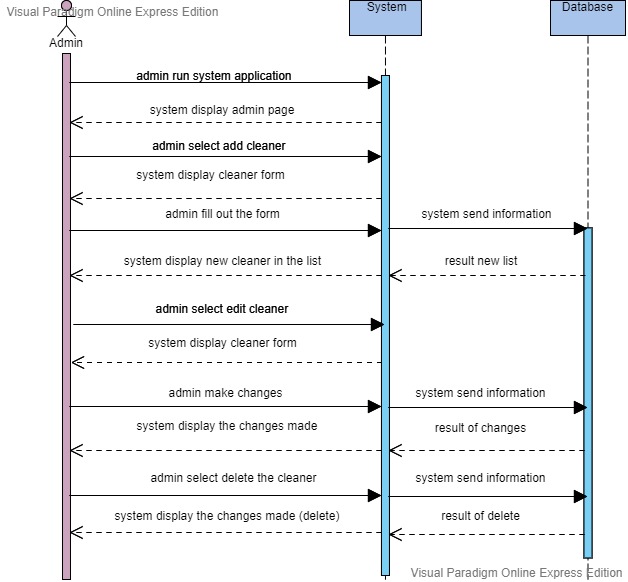 Visual Paradigm Online Express Edition
System
Database
Admin
admin run system application
system display admin page
admin select add cleaner
system display cleaner form
admin fill out the form
system send information
system display new cleaner in the list
result new list
admin select edit cleaner
system display cleaner form
admin make changes
system send information
system display the changes made
result of changes
admin select delete the cleaner
system send information
system display the changes made (delete)
result of delete
Visual Paradigm Online Express Edition